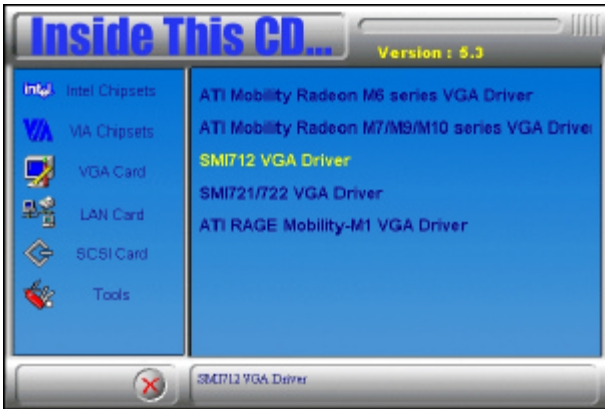 Inside This CD...
Version : 5.3
intel Intel Chipsets
VIA VIA Chipsets
VGA Card
LAN Card
SCSI Card
Tools
ATI Mobility Radeon M6 series VGA Driver
ATI Mobility Radeon M7/M9/M10 series VGA Driver
SMI712 VGA Driver
SMI721/722 VGA Driver
ATI RAGE Mobility-M1 VGA Driver
SMI712 VGA Driver